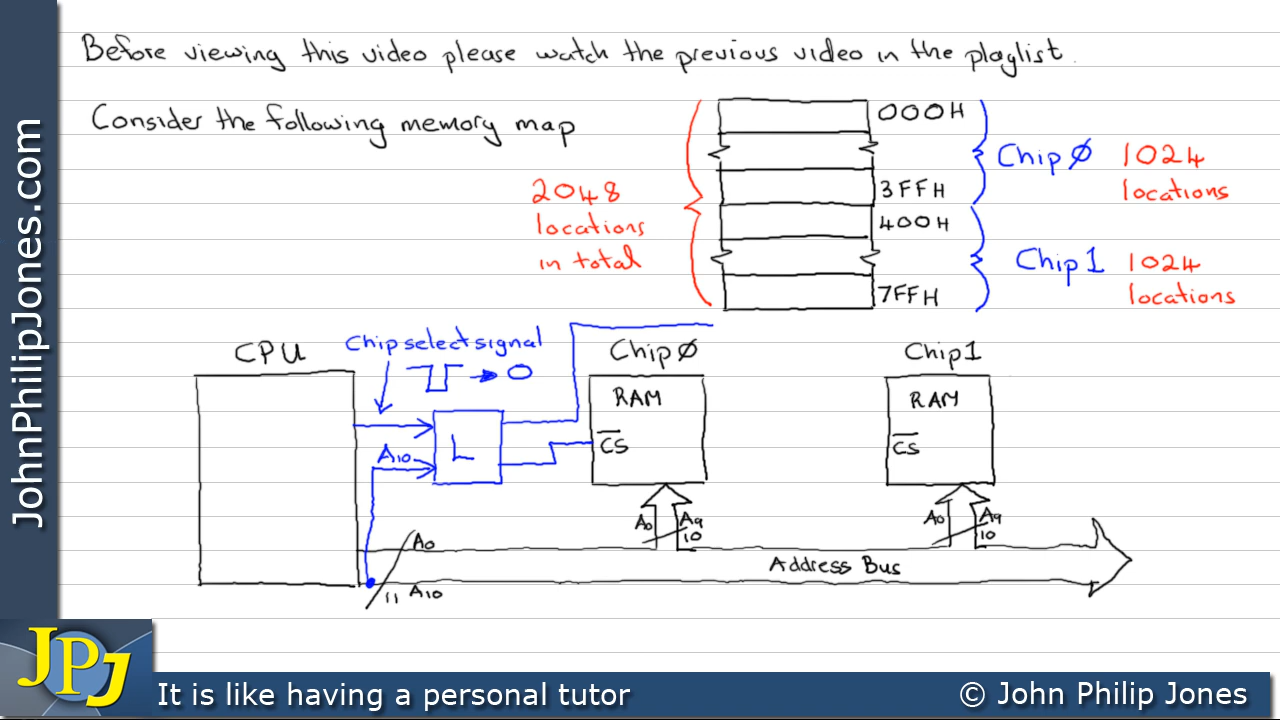 Before viewing this video please watch the previous video in the playlist.
Consider the following memory map
000H
Chip Ø 1024
locations
2048
locations
in total
3FFH
400H
Chip 1 1024
locations
7FFH
CPU
Chip select signal
0
Chip Ø
Chip 1
RAM
RAM
A10
L
CS
CS
A0 A9
10
A0 A9
10
A0
Address Bus
11 A10
JohnPhilipJones.com
JPJ
It is like having a personal tutor
© John Philip Jones